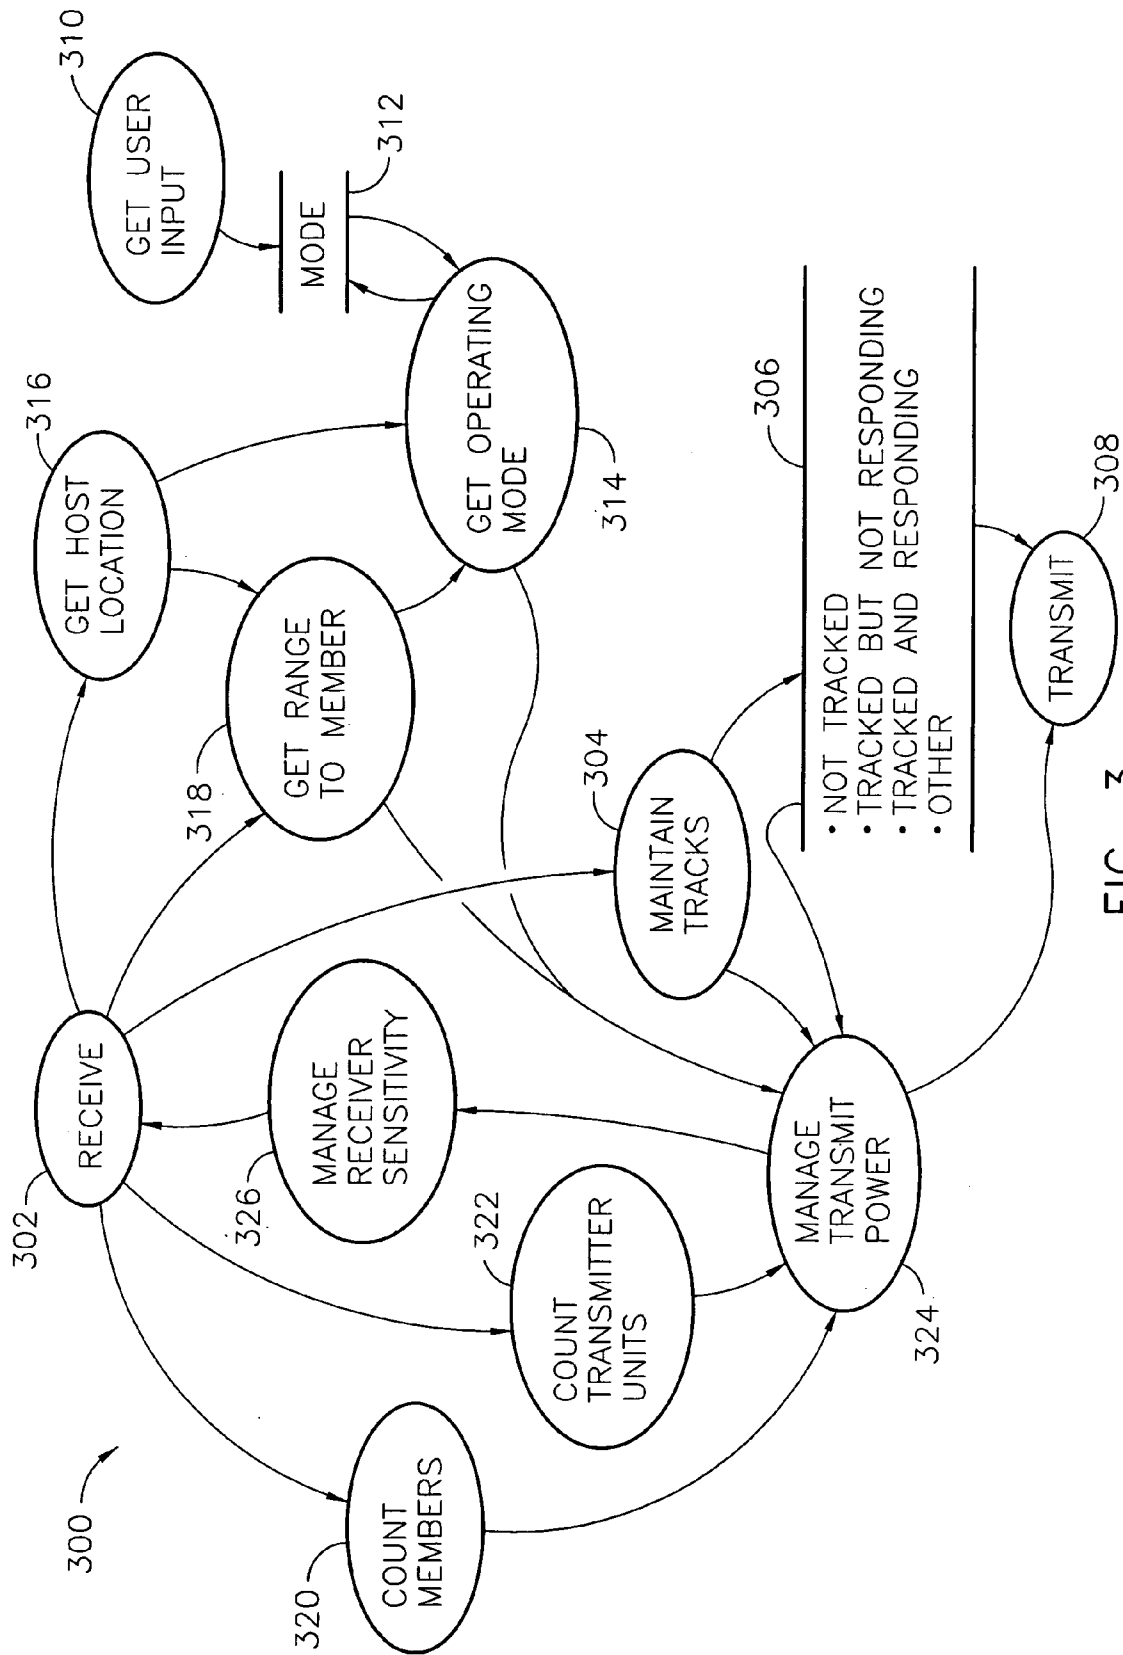 300
302
RECEIVE
316
GET HOST
LOCATION
310
GET USER
INPUT
312
MODE
318
GET RANGE
TO MEMBER
GET OPERATING
MODE
314
320
COUNT
MEMBERS
322
COUNT
TRANSMITTER
UNITS
326
MANAGE
RECEIVER
SENSITIVITY
304
MAINTAIN
TRACKS
306
• NOT TRACKED
• TRACKED BUT NOT RESPONDING
• TRACKED AND RESPONDING
• OTHER
MANAGE
TRANSMIT
POWER
324
TRANSMIT
308